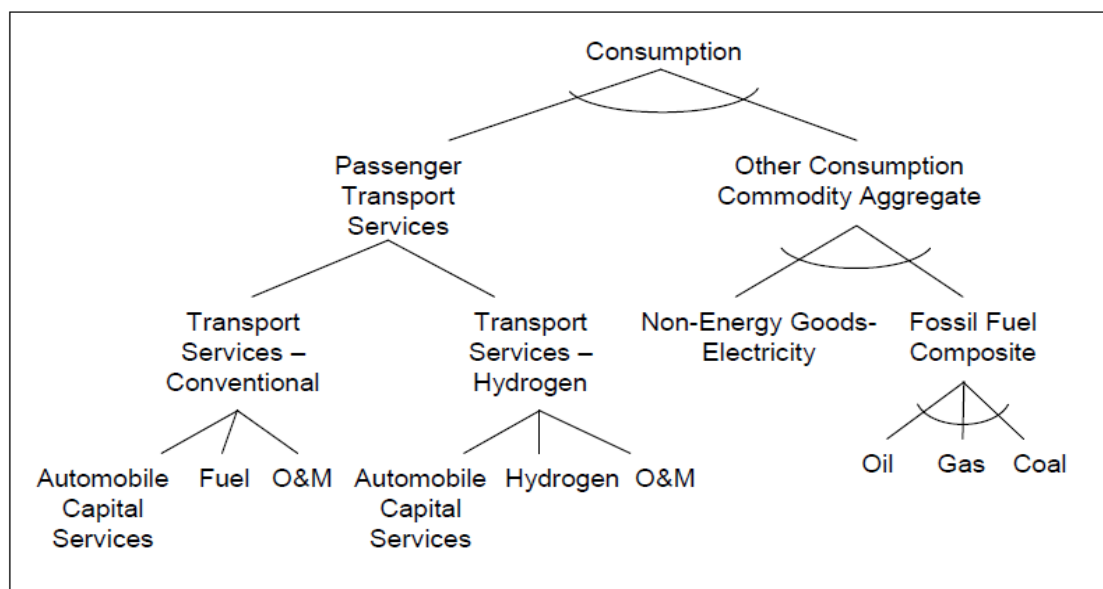 Consumption
Passenger
Transport
Services
Other Consumption
Commodity Aggregate
Transport
Services –
Conventional
Transport
Services –
Hydrogen
Non-Energy Goods-
Electricity
Fossil Fuel
Composite
Automobile
Capital
Services
Fuel
O&M
Automobile
Capital
Services
Hydrogen
O&M
Oil
Gas
Coal